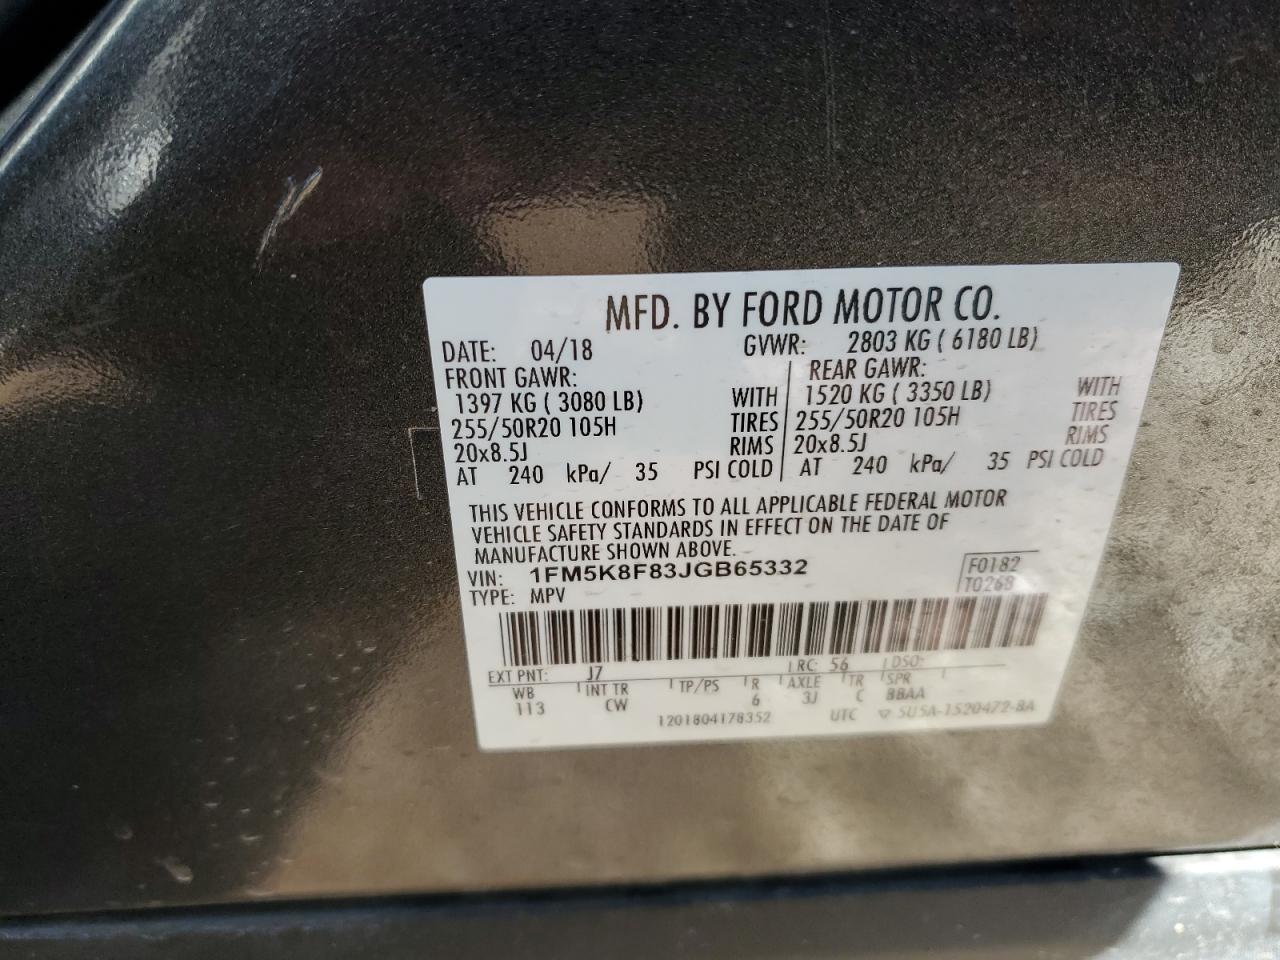 MFD. BY FORD MOTOR CO.
DATE: 04/18 GVWR: 2803 KG ( 6180 LB)
FRONT GAWR: REAR GAWR:
1397 KG ( 3080 LB) WITH 1520 KG ( 3350 LB) WITH
255/50R20 105H TIRES 255/50R20 105H TIRES
20x8.5J RIMS 20x8.5J RIMS
AT 240 kPa/ 35 PSI COLD AT 240 kPa/ 35 PSI COLD
THIS VEHICLE CONFORMS TO ALL APPLICABLE FEDERAL MOTOR
VEHICLE SAFETY STANDARDS IN EFFECT ON THE DATE OF
MANUFACTURE SHOWN ABOVE.
VIN: 1FM5K8F83JGB65332 F0182
TYPE: MPV T0268
EXT PNT: J7 RC: 56 DSO:
WB INT TR TP/PS R AXLE TR SPR
113 CW 6 3J C BBAA
1201804178352 UTC ▽ 5U5A-1520472-8A